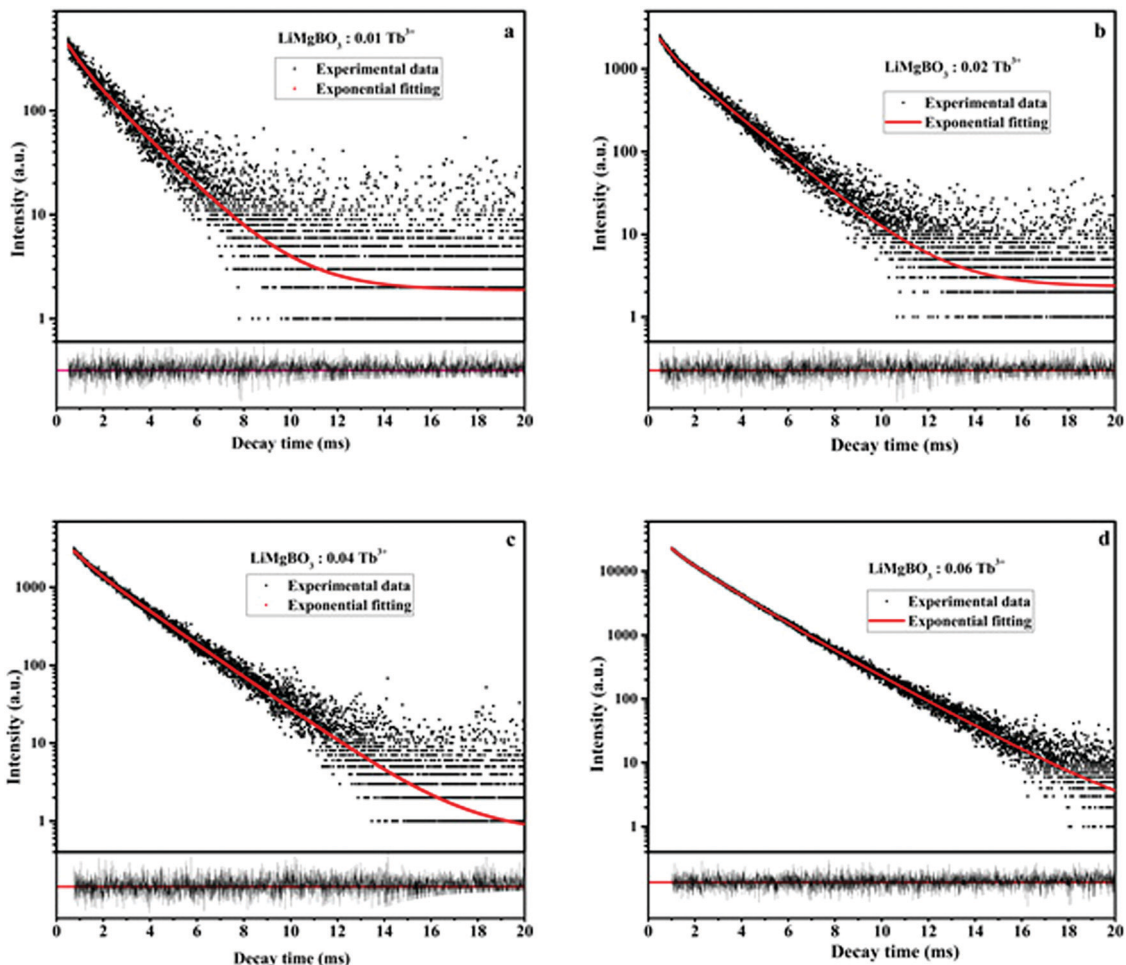 a
LiMgBO₃ : 0.01 Tb³⁺
Experimental data
Exponential fitting
Intensity (a.u.)
100
10
1
0 2 4 6 8 10 12 14 16 18 20
Decay time (ms)
b
LiMgBO₃ : 0.02 Tb³⁺
Experimental data
Exponential fitting
Intensity (a.u.)
1000
100
10
1
0 2 4 6 8 10 12 14 16 18 20
Decay time (ms)
c
LiMgBO₃ : 0.04 Tb³⁺
Experimental data
Exponential fitting
Intensity (a.u.)
1000
100
10
1
0 2 4 6 8 10 12 14 16 18 20
Decay time (ms)
d
LiMgBO₃ : 0.06 Tb³⁺
Experimental data
Exponential fitting
Intensity (a.u.)
10000
1000
100
10
1
0 2 4 6 8 10 12 14 16 18 20
Decay time (ms)